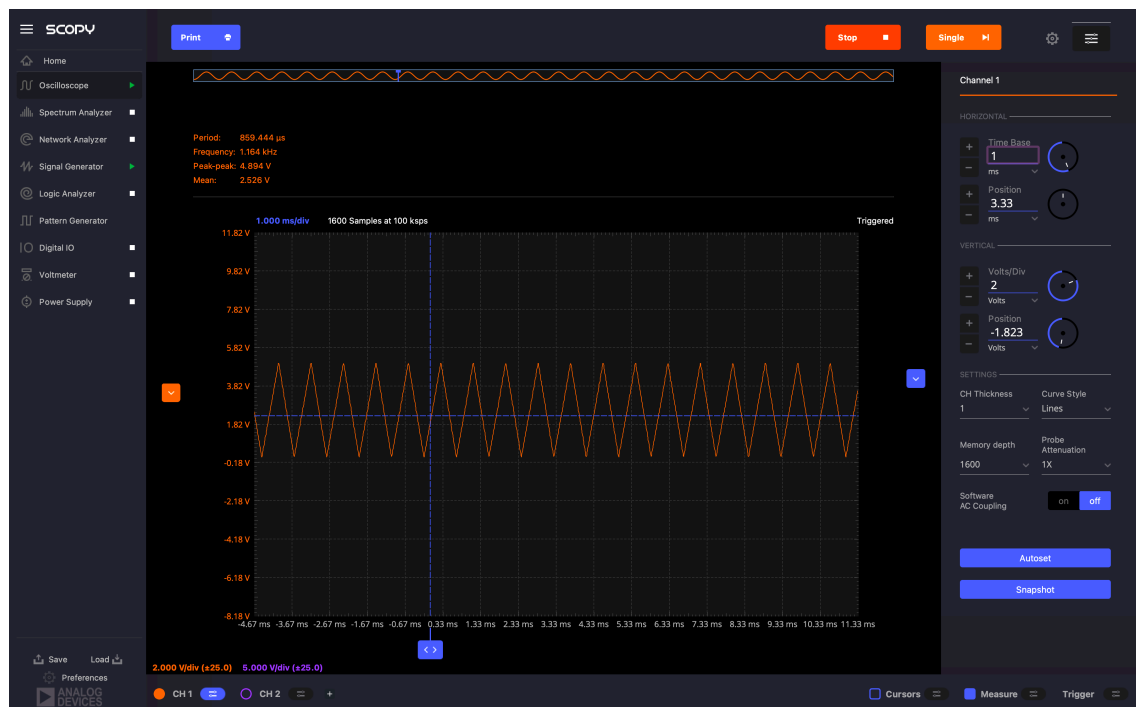 SCOPY
Print
Stop
Single
Home
Oscilloscope
Spectrum Analyzer
Network Analyzer
Signal Generator
Logic Analyzer
Pattern Generator
Digital IO
Voltmeter
Power Supply
Save Load
Preferences
ANALOG
DEVICES
Period: 859.444 µs
Frequency: 1.164 kHz
Peak-peak: 4.894 V
Mean: 2.526 V
1.000 ms/div 1600 Samples at 100 ksps Triggered
11.82 V
9.82 V
7.82 V
5.82 V
3.82 V
1.82 V
-0.18 V
-2.18 V
-4.18 V
-6.18 V
-8.18 V
-4.67 ms -3.67 ms -2.67 ms -1.67 ms -0.67 ms 0.33 ms 1.33 ms 2.33 ms 3.33 ms 4.33 ms 5.33 ms 6.33 ms 7.33 ms 8.33 ms 9.33 ms 10.33 ms 11.33 ms
2.000 V/div (±25.0) 5.000 V/div (±25.0)
CH 1 CH 2 + Cursors Measure Trigger
Channel 1
HORIZONTAL
Time Base
+ 1
- ms
Position
+ 3.33
- ms
VERTICAL
Volts/Div
+ 2
- Volts
Position
+ -1.823
- Volts
SETTINGS
CH Thickness Curve Style
1 Lines
Memory depth Probe Attenuation
1600 1X
Software
AC Coupling
on off
Autoset
Snapshot